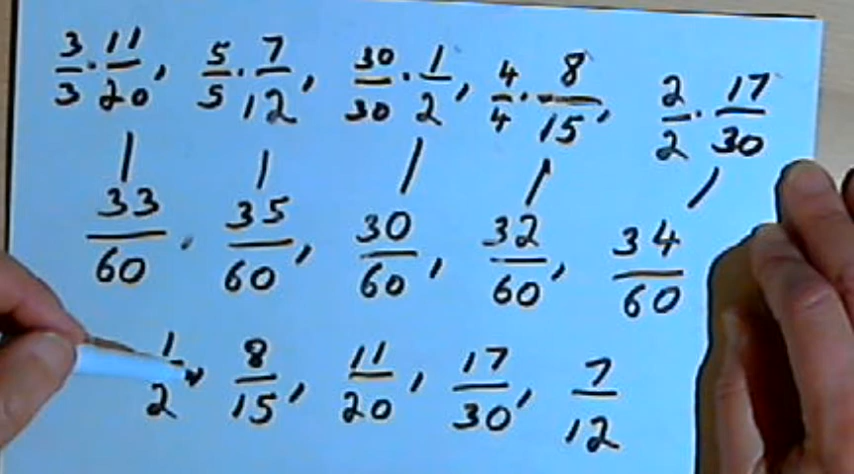 3/3 · 11/20, 5/5 · 7/12, 30/30 · 1/2, 4/4 · 8/15, 2/2 · 17/30
33/60, 35/60, 30/60, 32/60, 34/60
1/2, 8/15, 11/20, 17/30, 7/12